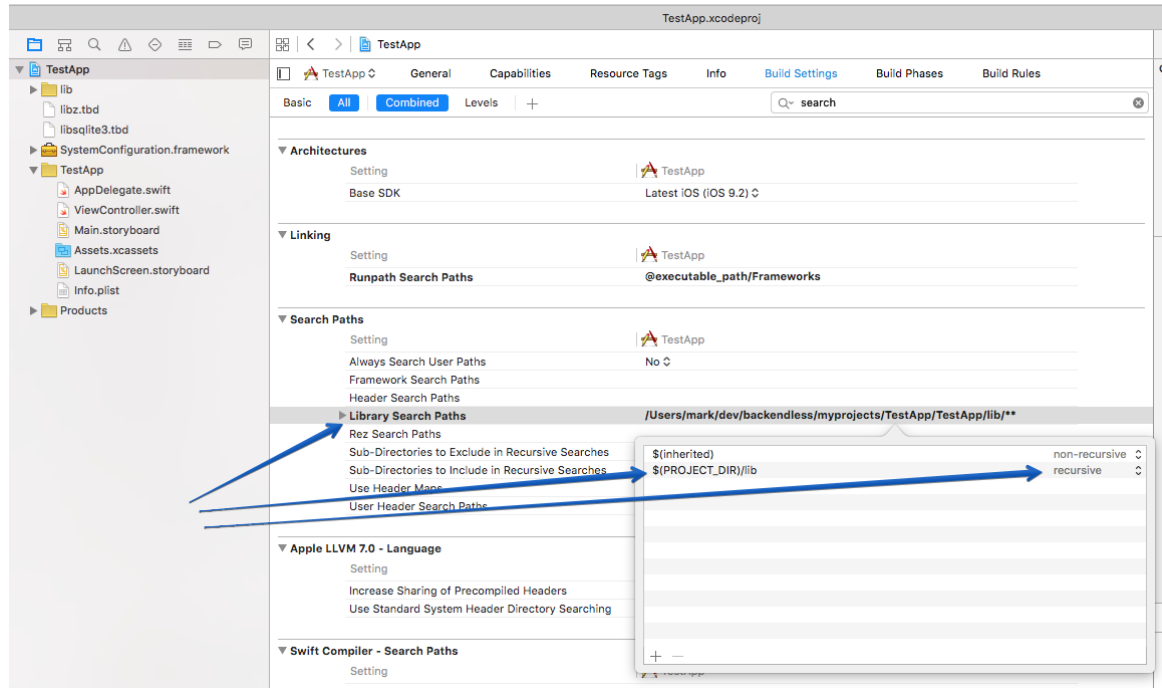 TestApp.xcodeproj
TestApp
TestApp
lib
libz.tbd
libsqlite3.tbd
SystemConfiguration.framework
TestApp
AppDelegate.swift
ViewController.swift
Main.storyboard
Assets.xcassets
LaunchScreen.storyboard
Info.plist
Products
TestApp General Capabilities Resource Tags Info Build Settings Build Phases Build Rules
Basic All Combined Levels + search
Architectures
Setting TestApp
Base SDK Latest iOS (iOS 9.2)
Linking
Setting TestApp
Runpath Search Paths @executable_path/Frameworks
Search Paths
Setting TestApp
Always Search User Paths No
Framework Search Paths
Header Search Paths
Library Search Paths /Users/mark/dev/backendless/myprojects/TestApp/TestApp/lib/**
Rez Search Paths
Sub-Directories to Exclude in Recursive Searches
Sub-Directories to Include in Recursive Searches
Use Header Maps
User Header Search Paths
$(inherited) non-recursive
$(PROJECT_DIR)/lib recursive
+ −
Apple LLVM 7.0 - Language
Setting
Increase Sharing of Precompiled Headers
Use Standard System Header Directory Searching
Swift Compiler - Search Paths
Setting TestApp